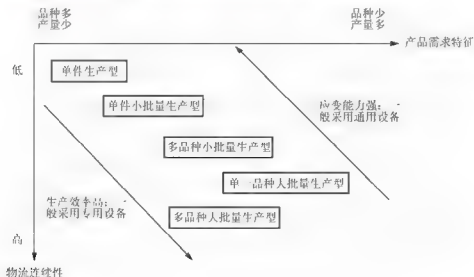 品种多
产量少
品种少
产量多
产品需求特征
低
单件生产型
单件小批量生产型
应变能力强：一
般采用通用设备
多品种小批量生产型
单一品种大批量生产型
生产效率高：一
般采用专用设备
多品种大批量生产型
高
物流连续性